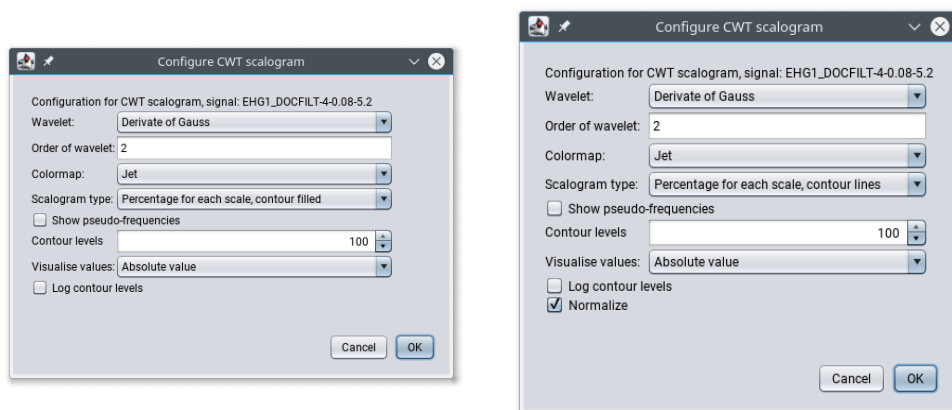 Configure CWT scalogram
Configuration for CWT scalogram, signal: EHG1_DOCFILT-4-0.08-5.2
Wavelet: Derivate of Gauss
Order of wavelet: 2
Colormap: Jet
Scalogram type: Percentage for each scale, contour filled
Show pseudo-frequencies
Contour levels 100
Visualise values: Absolute value
Log contour levels
Cancel OK
Configure CWT scalogram
Configuration for CWT scalogram, signal: EHG1_DOCFILT-4-0.08-5.2
Wavelet: Derivate of Gauss
Order of wavelet: 2
Colormap: Jet
Scalogram type: Percentage for each scale, contour lines
Show pseudo-frequencies
Contour levels 100
Visualise values: Absolute value
Log contour levels
Normalize
Cancel OK